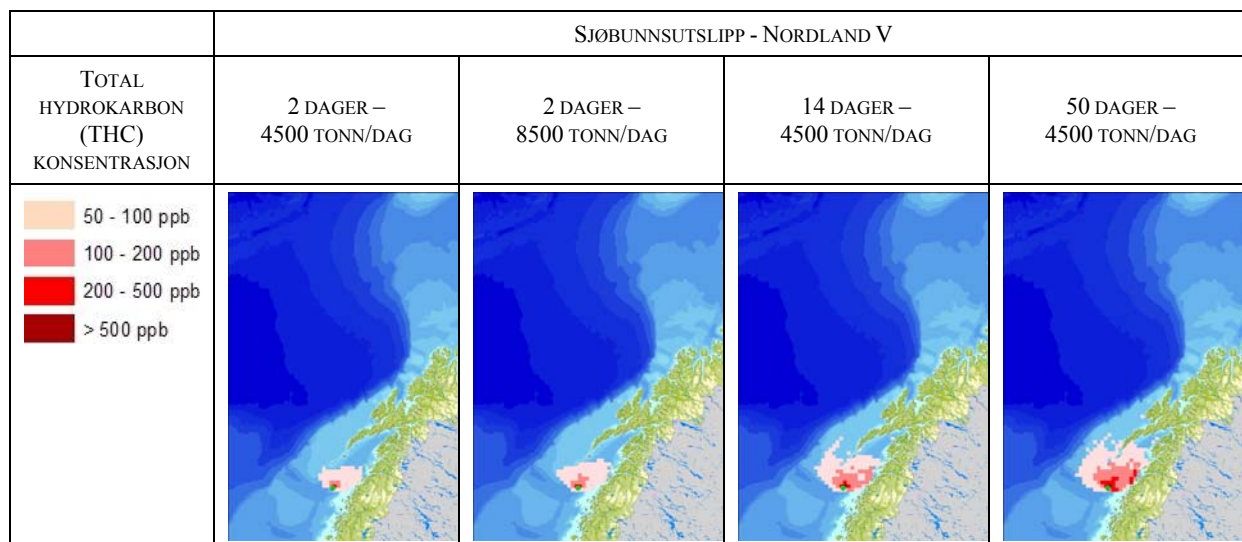 SJØBUNNSUTSLIPP - NORDLAND V
TOTAL
HYDROKARBON
(THC)
KONSENTRASJON
2 DAGER –
4500 TONN/DAG
2 DAGER –
8500 TONN/DAG
14 DAGER –
4500 TONN/DAG
50 DAGER –
4500 TONN/DAG
50 - 100 ppb
100 - 200 ppb
200 - 500 ppb
> 500 ppb